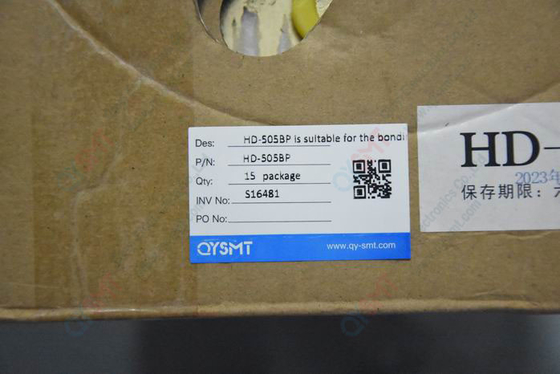 Des: HD-505BP is suitable for the bondi
P/N: HD-505BP
Qty: 15 package
INV No: S16481
PO No:
QYSMT www.qy-smt.com
HD-
2023年
保存期限：